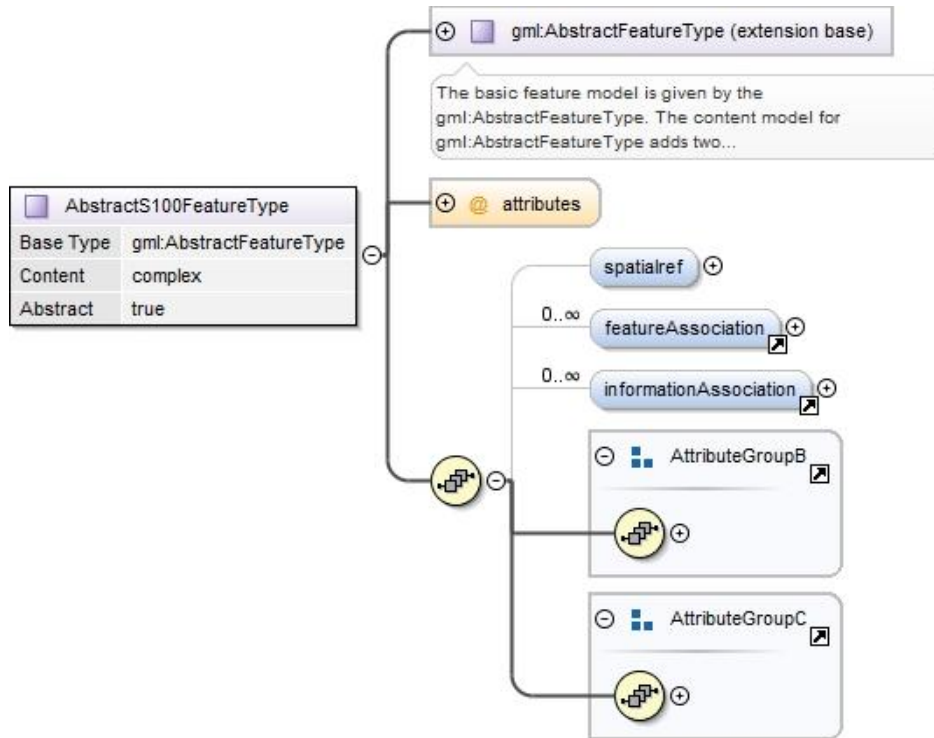 gml:AbstractFeatureType (extension base)
The basic feature model is given by the
gml:AbstractFeatureType. The content model for
gml:AbstractFeatureType adds two...
@ attributes
AbstractS100FeatureType
Base Type gml:AbstractFeatureType
Content complex
Abstract true
spatialref
0..∞
featureAssociation
0..∞
informationAssociation
AttributeGroupB
AttributeGroupC